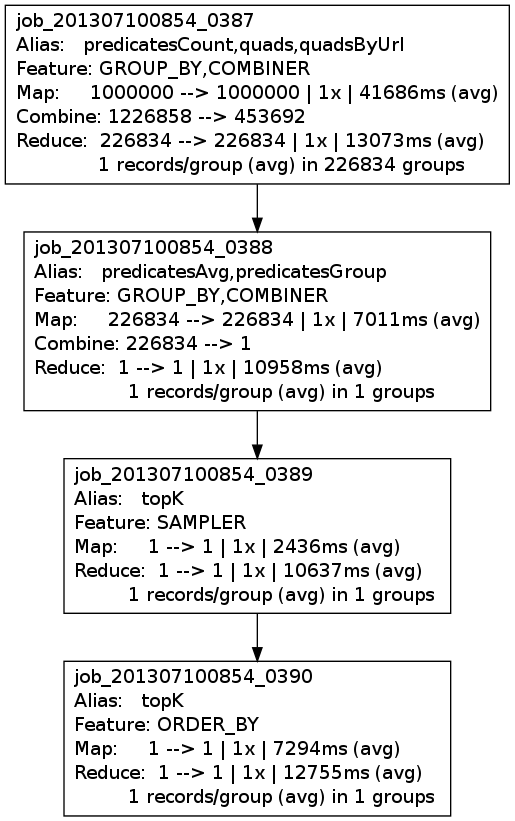 job_201307100854_0387
Alias: predicatesCount,quads,quadsByUrl
Feature: GROUP_BY,COMBINER
Map: 1000000 --> 1000000 | 1x | 41686ms (avg)
Combine: 1226858 --> 453692
Reduce: 226834 --> 226834 | 1x | 13073ms (avg)
1 records/group (avg) in 226834 groups
job_201307100854_0388
Alias: predicatesAvg,predicatesGroup
Feature: GROUP_BY,COMBINER
Map: 226834 --> 226834 | 1x | 7011ms (avg)
Combine: 226834 --> 1
Reduce: 1 --> 1 | 1x | 10958ms (avg)
1 records/group (avg) in 1 groups
job_201307100854_0389
Alias: topK
Feature: SAMPLER
Map: 1 --> 1 | 1x | 2436ms (avg)
Reduce: 1 --> 1 | 1x | 10637ms (avg)
1 records/group (avg) in 1 groups
job_201307100854_0390
Alias: topK
Feature: ORDER_BY
Map: 1 --> 1 | 1x | 7294ms (avg)
Reduce: 1 --> 1 | 1x | 12755ms (avg)
1 records/group (avg) in 1 groups